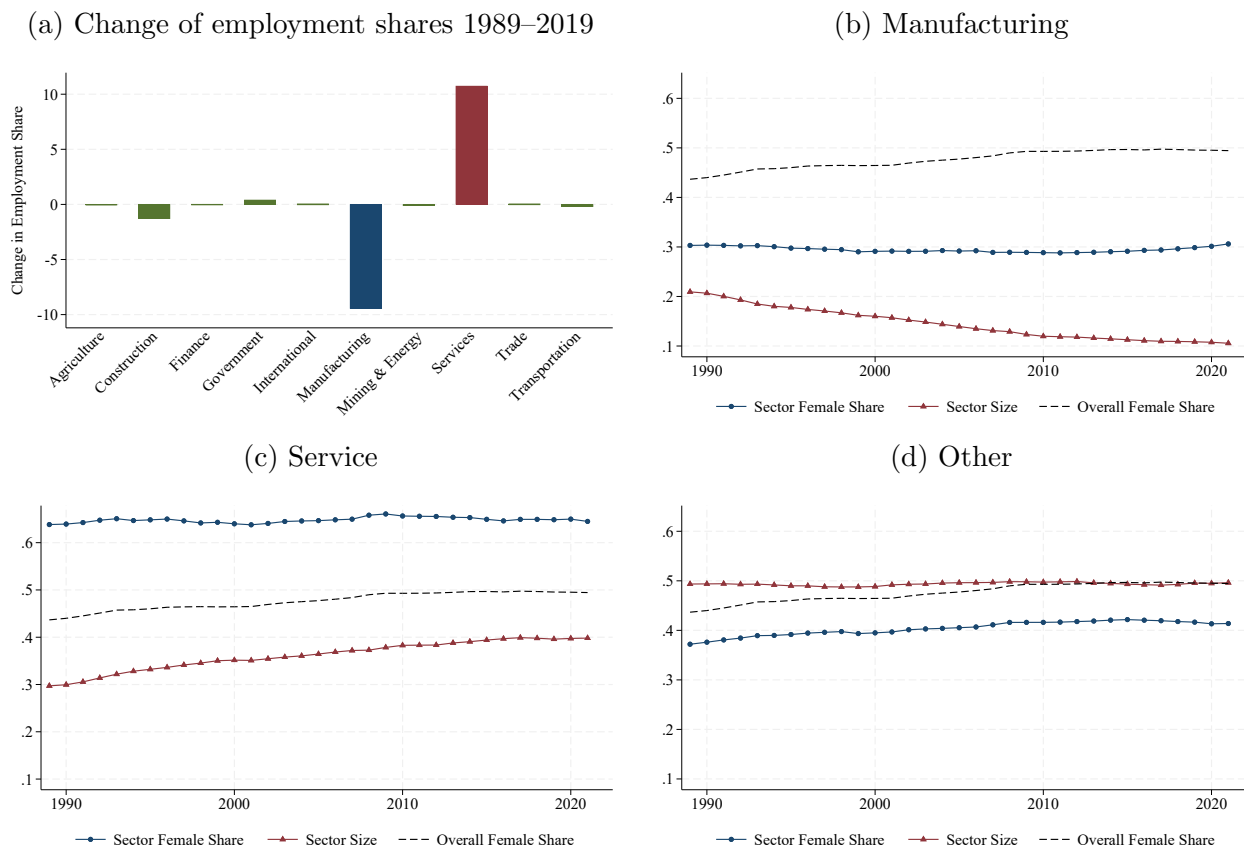 (a) Change of employment shares 1989–2019
Change in Employment Share
10
5
0
-5
-10
Agriculture
Construction
Finance
Government
International
Manufacturing
Mining & Energy
Services
Trade
Transportation
(b) Manufacturing
.6
.5
.4
.3
.2
.1
1990 2000 2010 2020
Sector Female Share Sector Size Overall Female Share
(c) Service
.6
.5
.4
.3
.2
.1
1990 2000 2010 2020
Sector Female Share Sector Size Overall Female Share
(d) Other
.6
.5
.4
.3
.2
.1
1990 2000 2010 2020
Sector Female Share Sector Size Overall Female Share